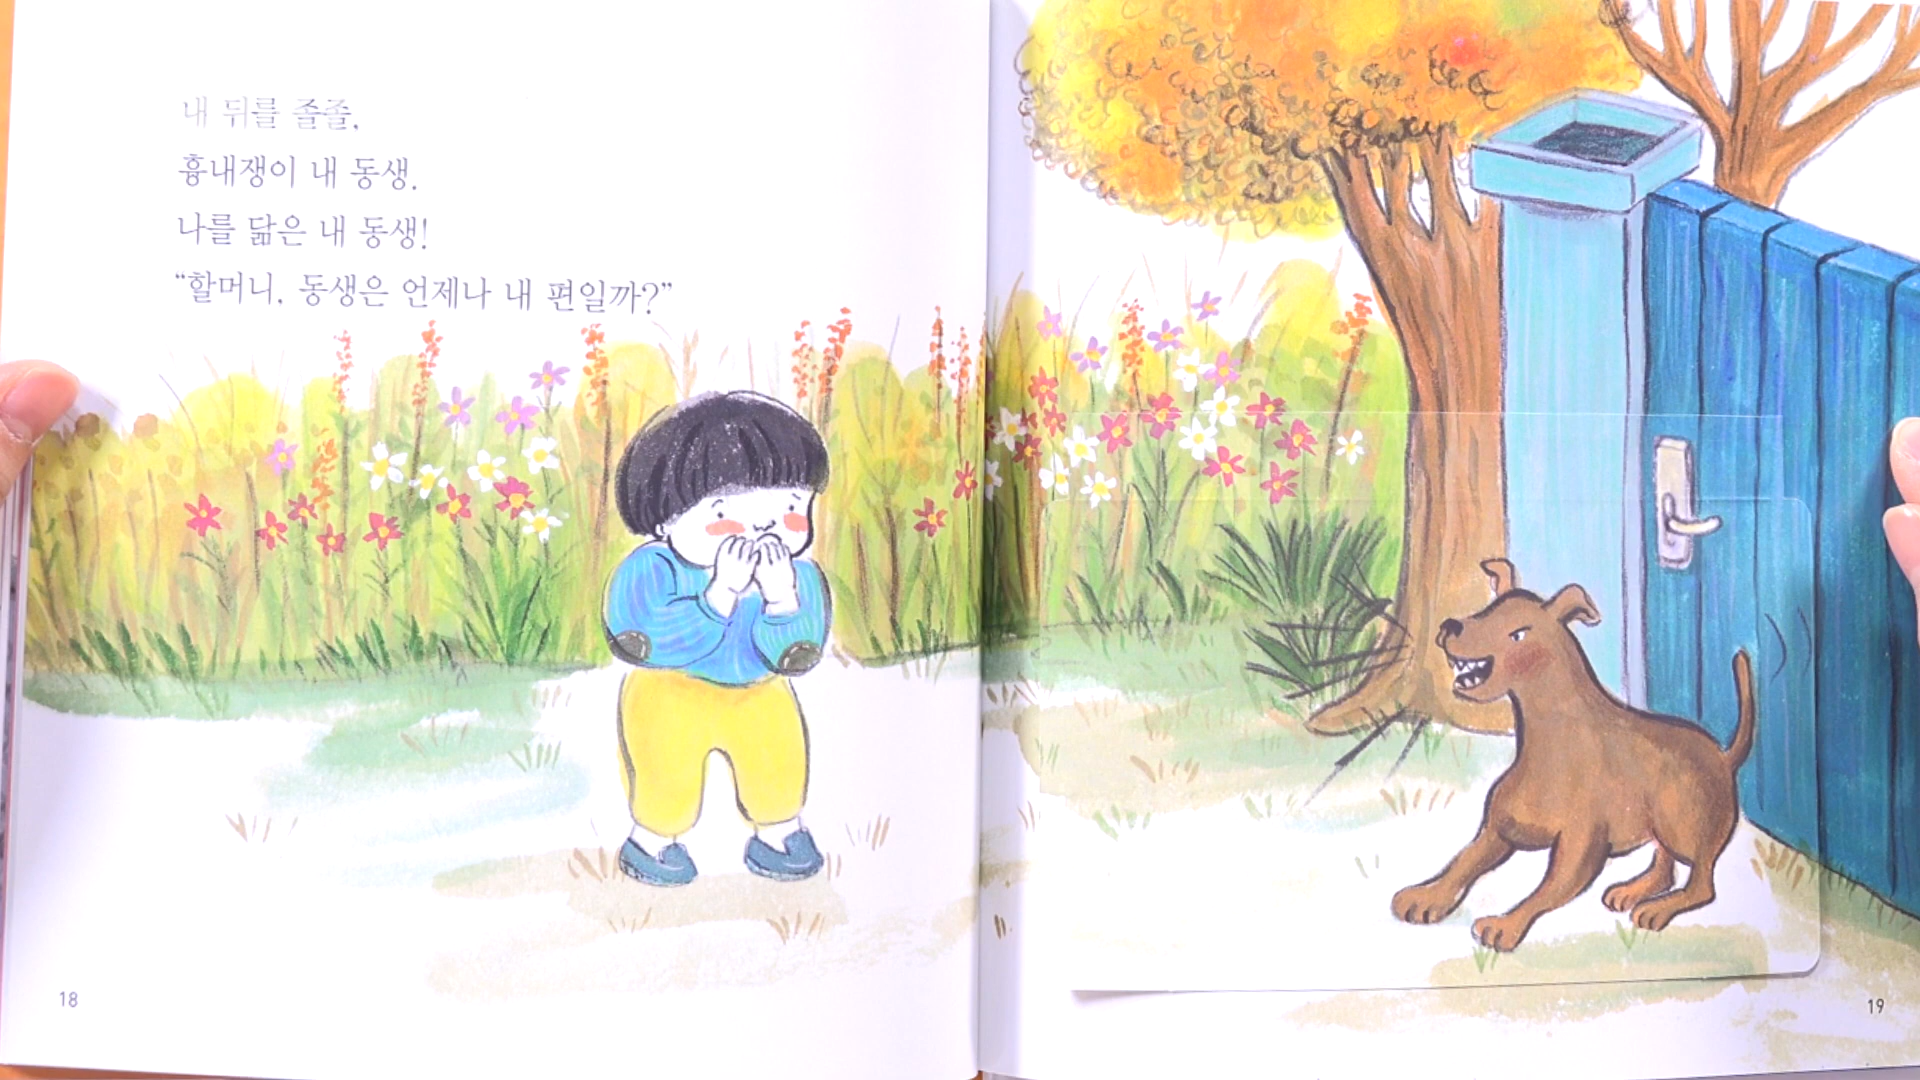 내 뒤를 졸졸,
흉내쟁이 내 동생.
나를 닮은 내 동생!
“할머니, 동생은 언제나 내 편일까?”
18
19